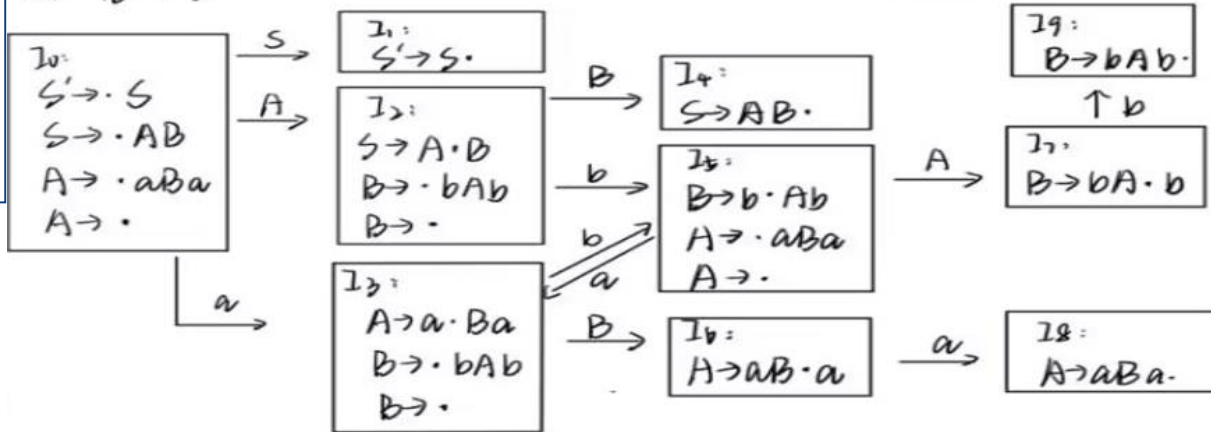 I₀:
S'→·S
S→·AB
A→·aBa
A→·
S
A
a
I₁:
S'→S·
I₂:
S→A·B
B→·bAb
B→·
I₃:
A→a·Ba
B→·bAb
B→·
B
b
b
a
B
I₄:
S→AB·
I₅:
B→b·Ab
A→·aBa
A→·
I₆:
A→aB·a
A
a
I₉:
B→bAb·
↑ b
I₇:
B→bA·b
I₈:
A→aBa·